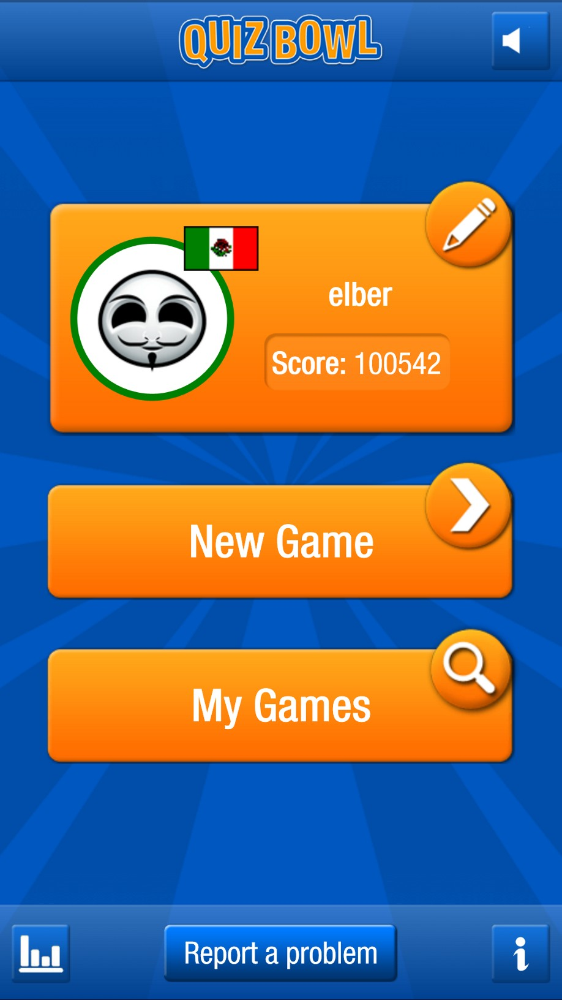 QUIZ BOWL
elber
Score: 100542
New Game
My Games
Report a problem